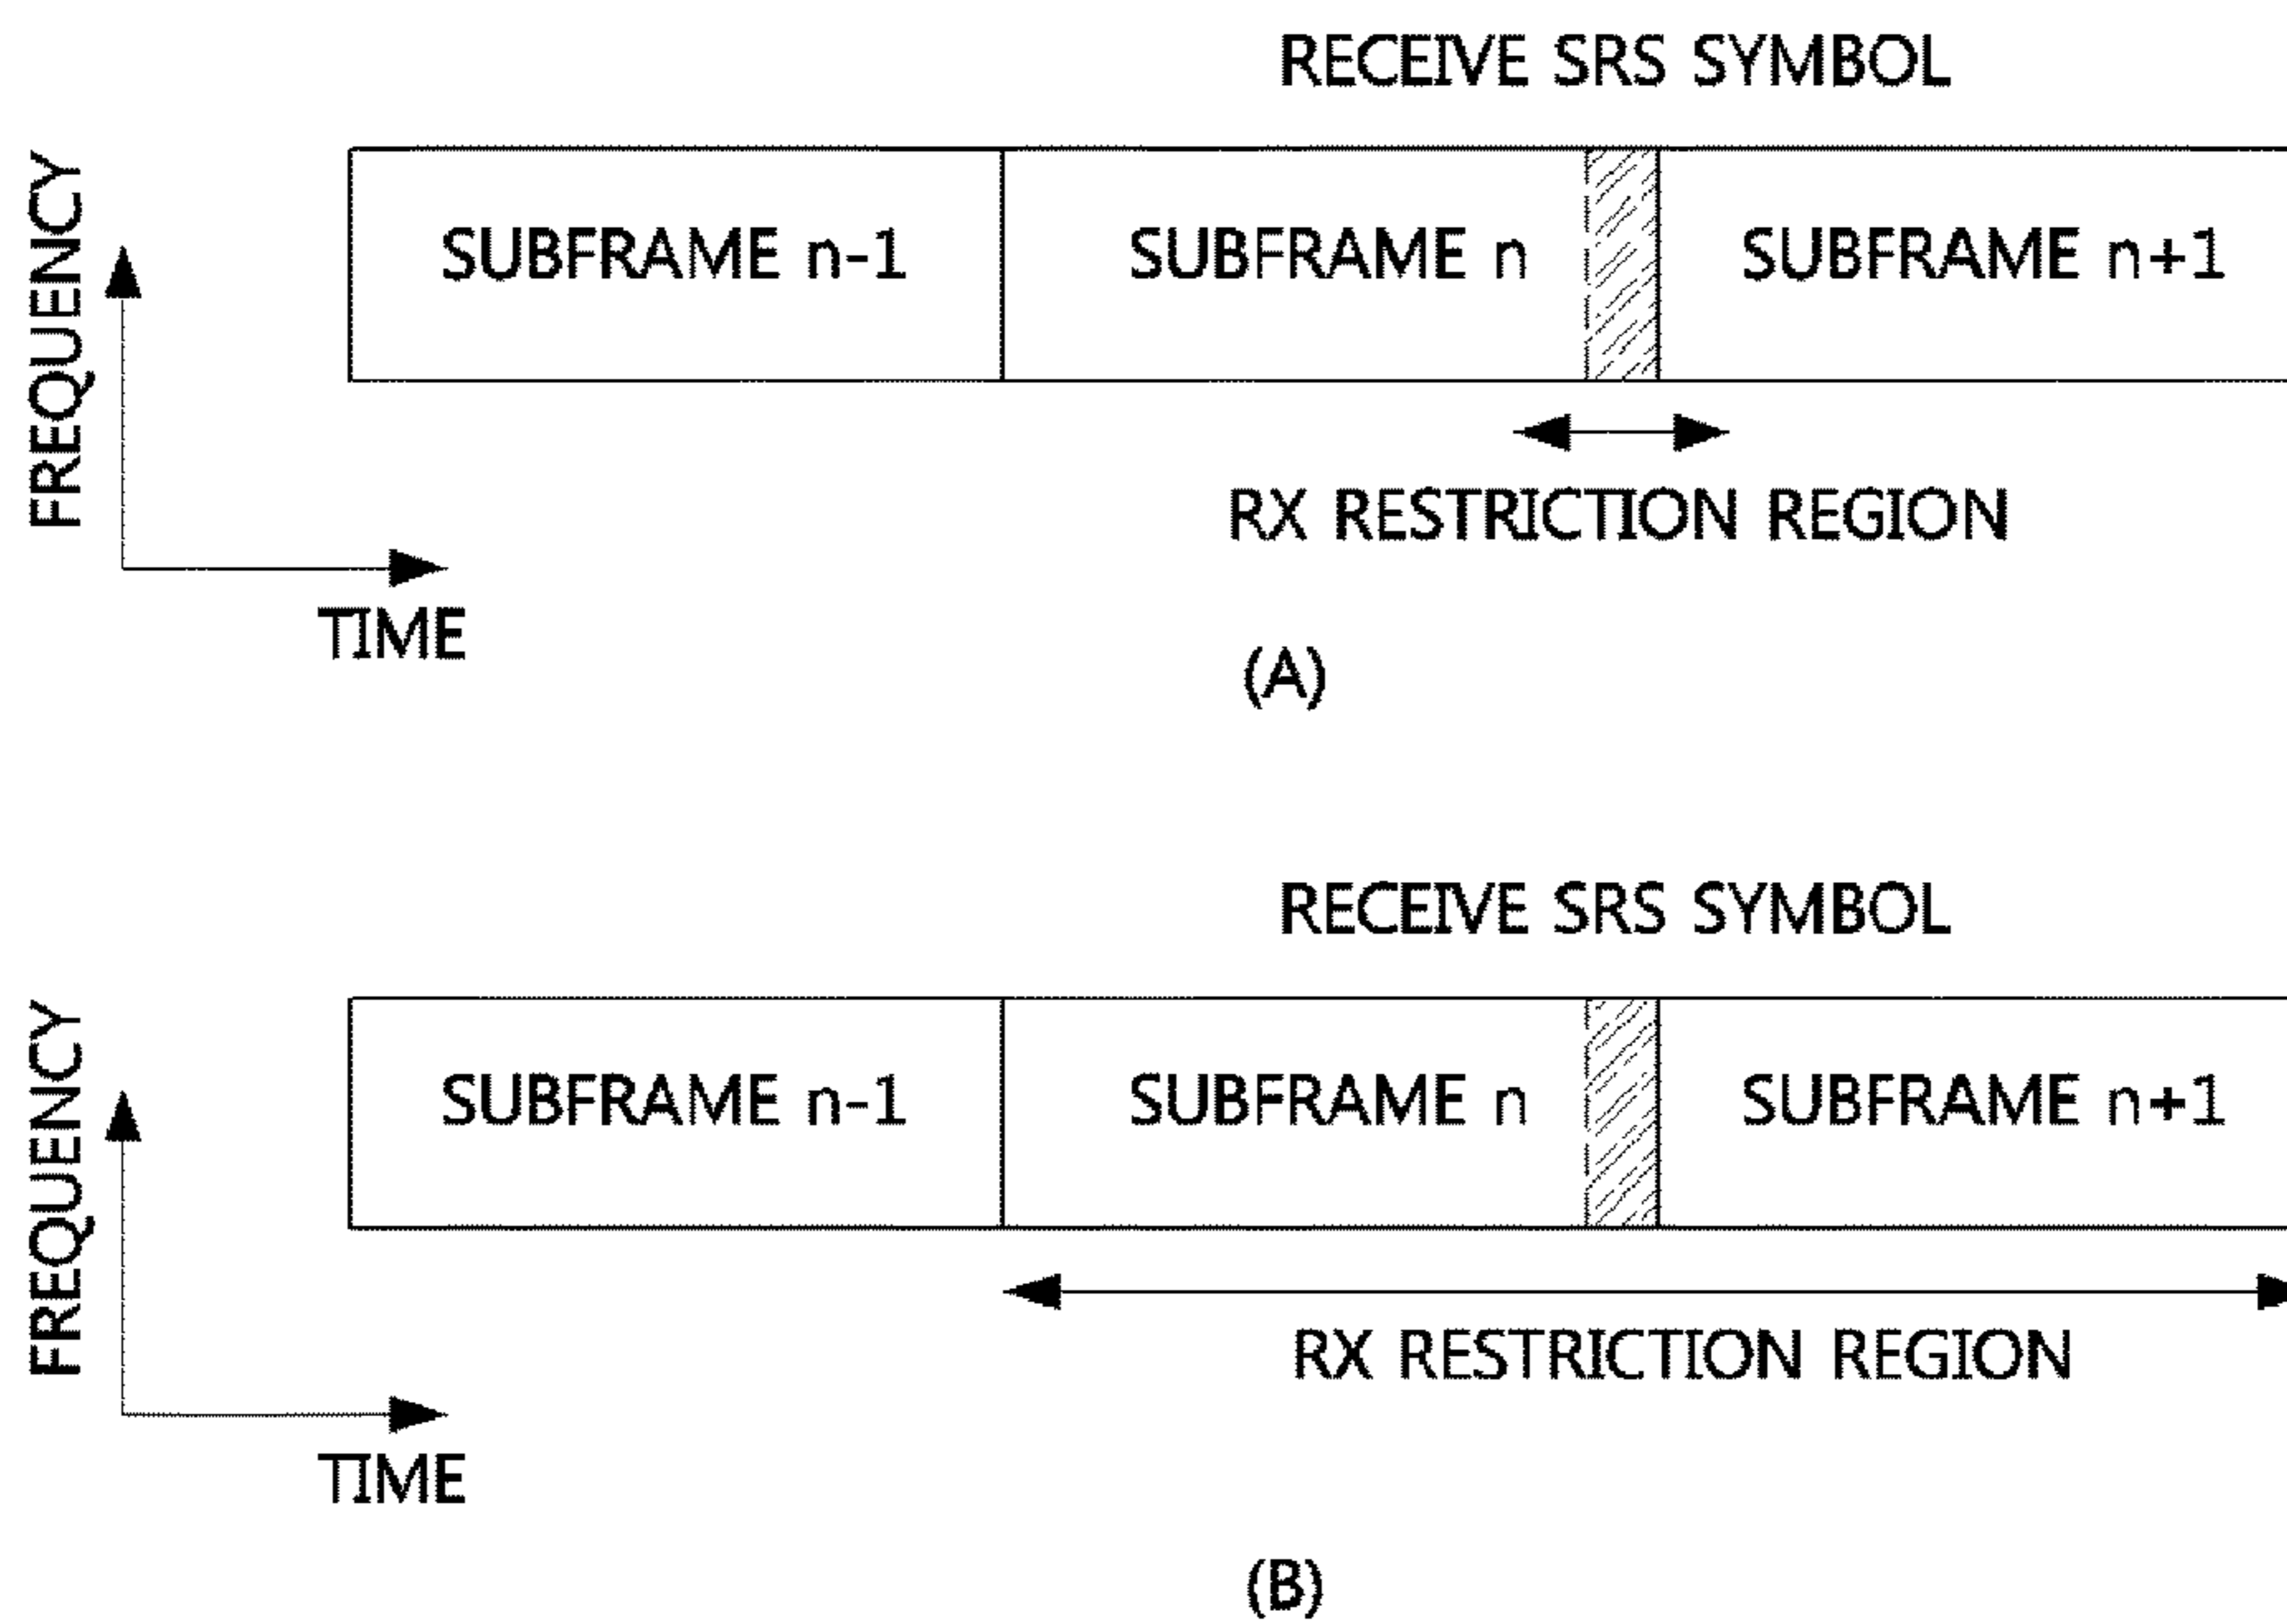 RECEIVE SRS SYMBOL
FREQUENCY
SUBFRAME n-1
SUBFRAME n
SUBFRAME n+1
RX RESTRICTION REGION
TIME
(A)
RECEIVE SRS SYMBOL
FREQUENCY
SUBFRAME n-1
SUBFRAME n
SUBFRAME n+1
RX RESTRICTION REGION
TIME
(B)